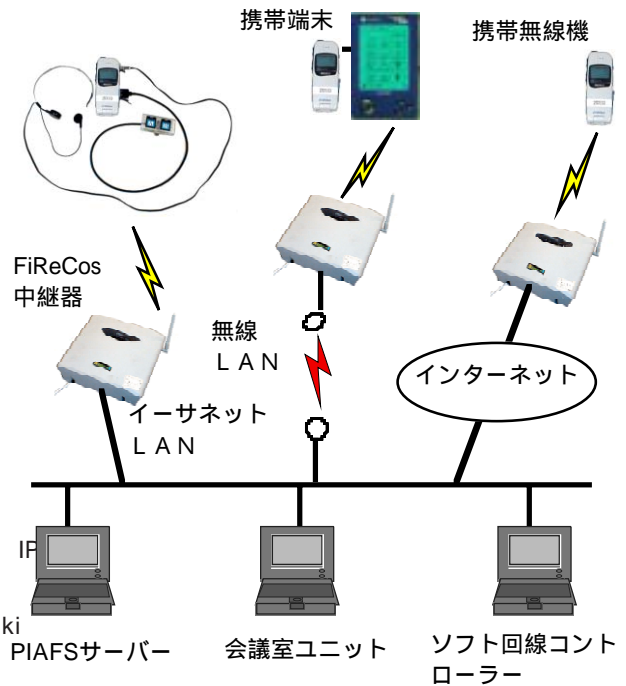 携帯端末
携帯無線機
FiReCos
中継器
無線
ＬＡＮ
インターネット
イーサネット
ＬＡＮ
IP
ki
PIAFSサーバー
会議室ユニット
ソフト回線コント
ローラー